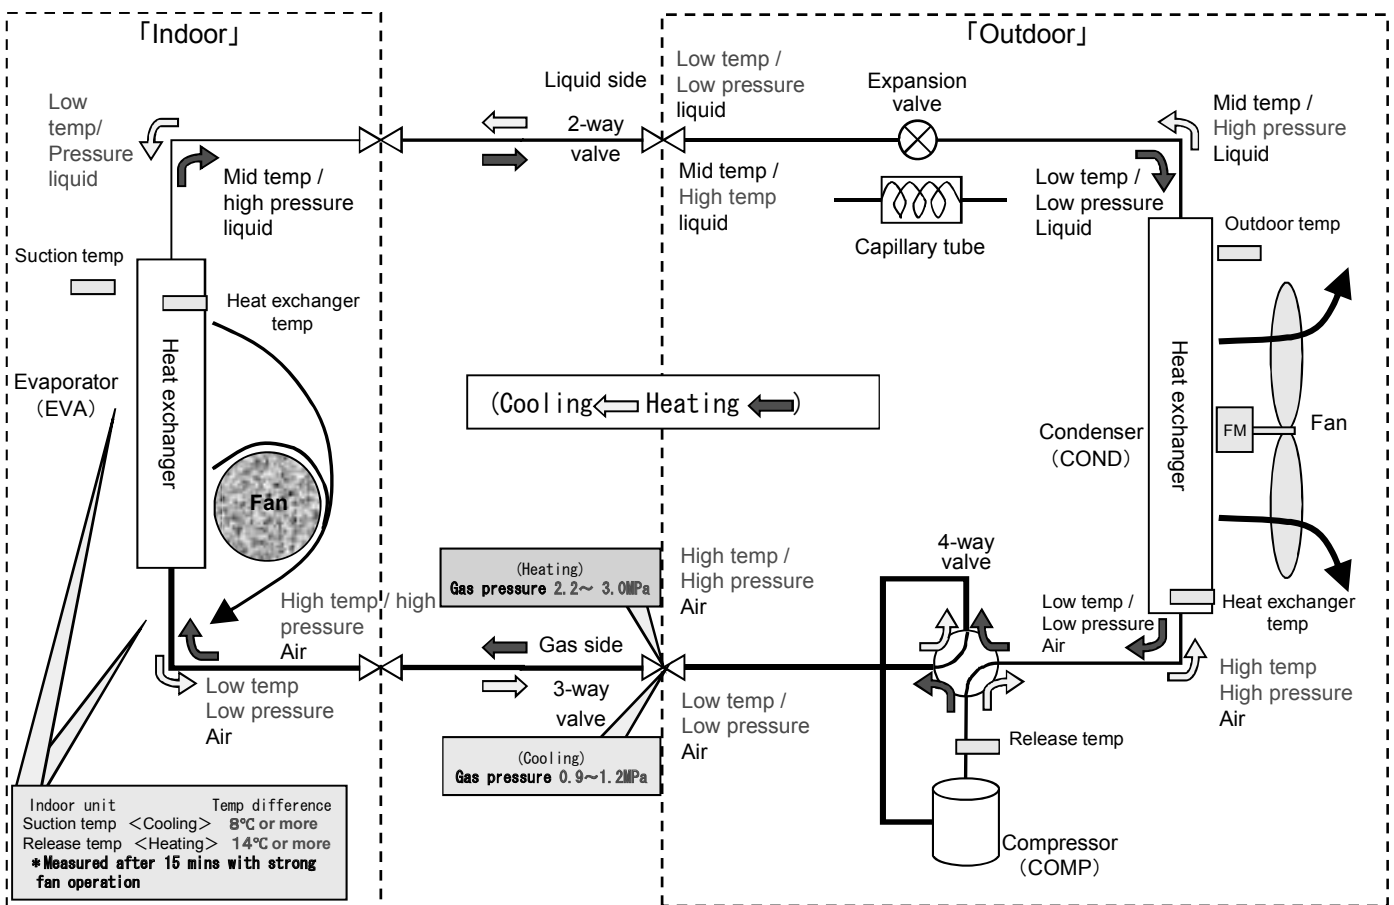 「Indoor」
「Outdoor」
Low
temp/
Pressure
liquid
Mid temp /
high pressure
liquid
Liquid side
2-way
valve
Low temp /
Low pressure
liquid
Mid temp /
High temp
liquid
Expansion
valve
Capillary tube
Mid temp /
High pressure
Liquid
Low temp /
Low pressure
Liquid
Suction temp
Heat exchanger
temp
Heat exchanger
Evaporator
（EVA）
Fan
(Cooling Heating )
Outdoor temp
Heat exchanger
Condenser
（COND）
FM
Fan
Heat exchanger
temp
4-way
valve
Low temp /
Low pressure
Air
High temp
High pressure
Air
(Heating)
Gas pressure 2.2～ 3.0MPa
High temp /
High pressure
Air
High temp / high
pressure
Air
Gas side
3-way
valve
Low temp
Low pressure
Air
Low temp /
Low pressure
Air
(Cooling)
Gas pressure 0.9～1.2MPa
Release temp
Compressor
（COMP）
Indoor unit Temp difference
Suction temp ＜Cooling＞ 8℃ or more
Release temp ＜Heating＞ 14℃ or more
＊Measured after 15 mins with strong
fan operation